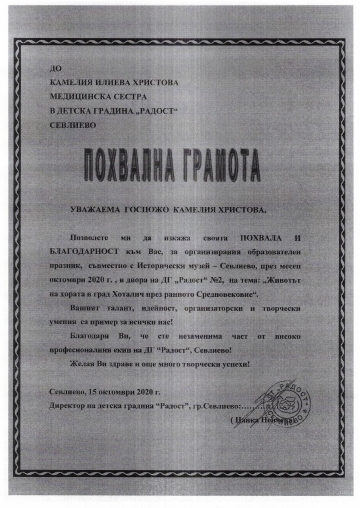 ДО
КАМЕЛИЯ ИЛИЕВА ХРИСТОВА
МЕДИЦИНСКА СЕСТРА
В ДЕТСКА ГРАДИНА „РАДОСТ“
СЕВЛИЕВО
ПОХВАЛНА ГРАМОТА
УВАЖАЕМА ГОСПОЖО КАМЕЛИЯ ХРИСТОВА,
Позволете ми да изкажа своята ПОХВАЛА И
БЛАГОДАРНОСТ към Вас, за организирания образователен
празник, съвместно с Исторически музей – Севлиево, през месец
октомври 2020 г. , в двора на ДГ „Радост“ №2, на тема: „Животът
на хората в град Хоталич през ранното Средновековие“.
Вашият талант, идейност, организаторски и творчески
умения са пример за всички нас!
Благодаря Ви, че сте незаменима част от високо
професионалния екип на ДГ “Радост“, Севлиево!
Желая Ви здраве и още много творчески успехи!
Севлиево, 15 октомври 2020 г.
Директор на детска градина “Радост”, гр.Севлиево:.........
( Цанка